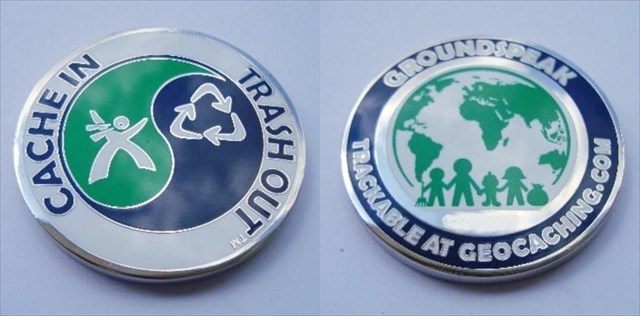 CACHE IN
TRASH OUT
TM
GROUNDSPEAK
TRACKABLE AT GEOCACHING.COM